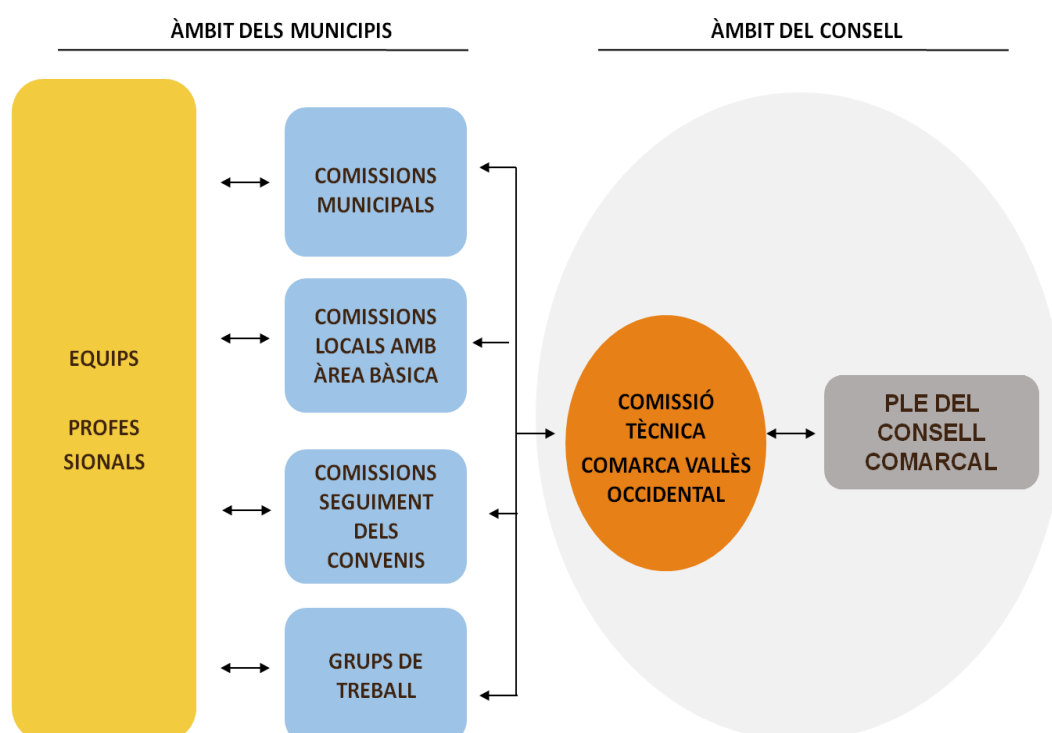 ÀMBIT DELS MUNICIPIS
ÀMBIT DEL CONSELL
EQUIPS
PROFES
SIONALS
COMISSIONS
MUNICIPALS
COMISSIONS
LOCALS AMB
ÀREA BÀSICA
COMISSIONS
SEGUIMENT
DELS
CONVENIS
GRUPS DE
TREBALL
COMISSIÓ
TÈCNICA
COMARCA VALLÈS
OCCIDENTAL
PLE DEL
CONSELL
COMARCAL